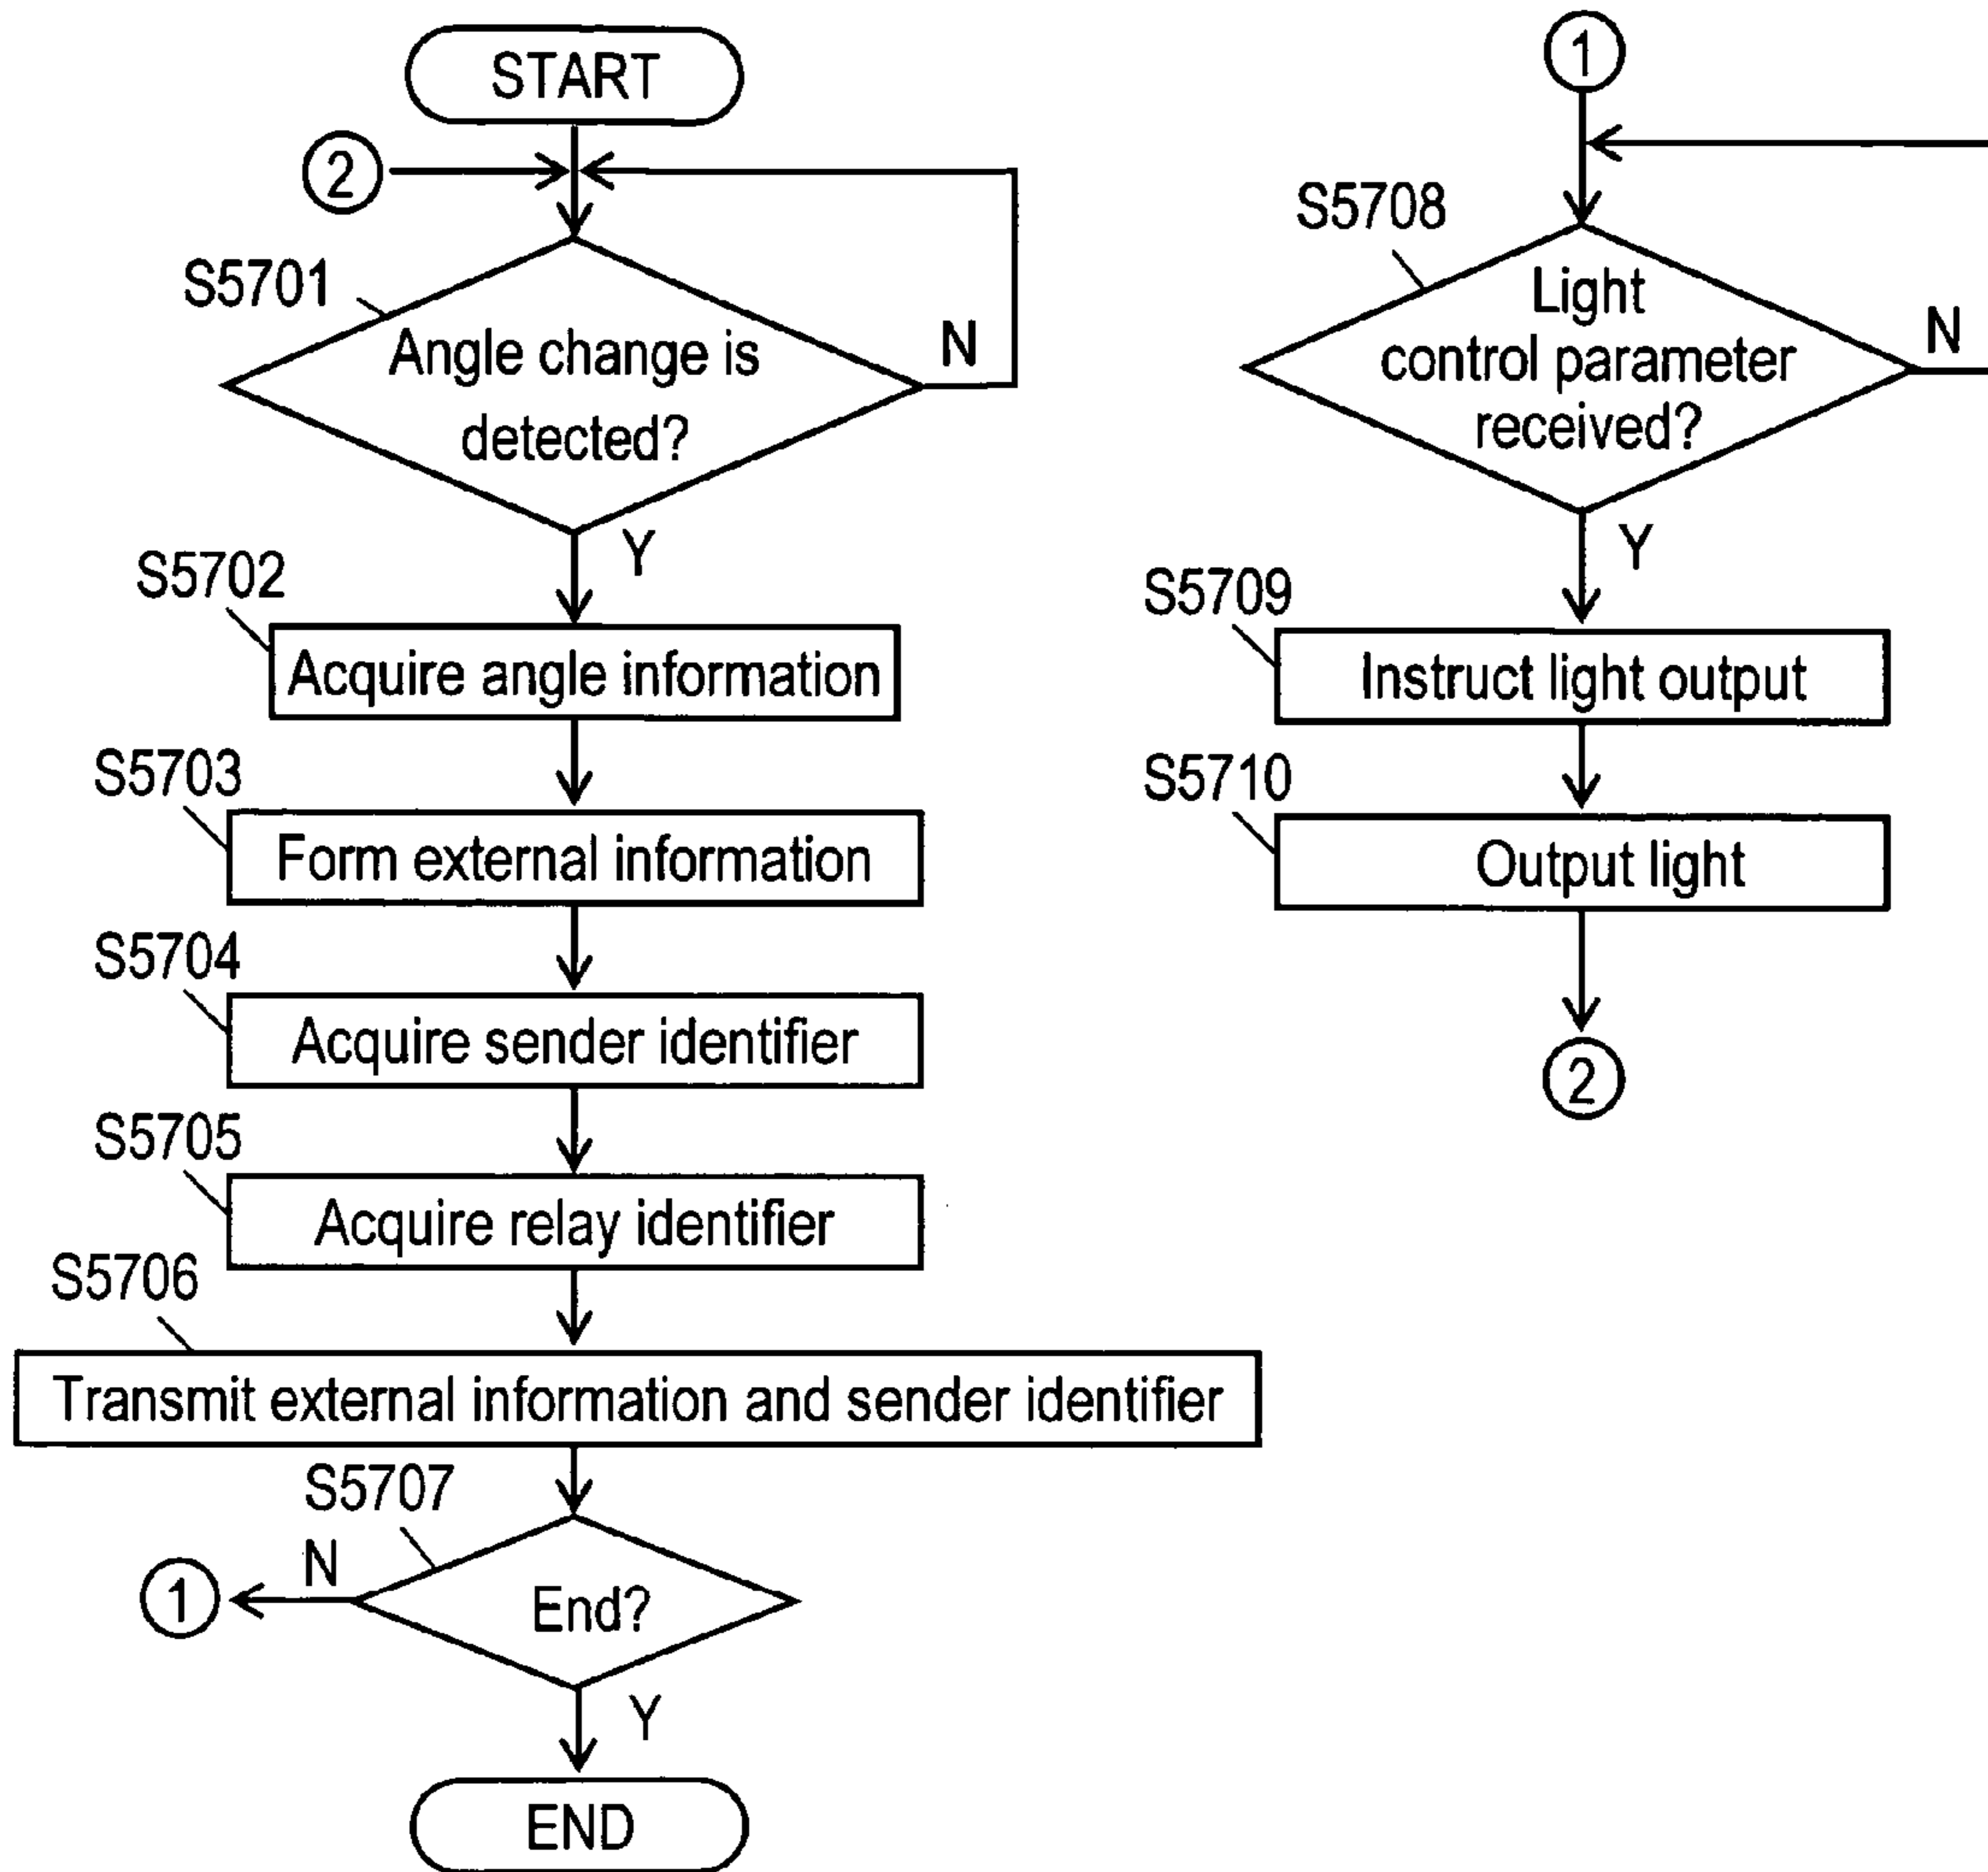 START
2
S5701
Angle change is
detected?
N
Y
S5702
Acquire angle information
S5703
Form external information
S5704
Acquire sender identifier
S5705
Acquire relay identifier
S5706
Transmit external information and sender identifier
S5707
N
1
End?
Y
END
1
S5708
Light
control parameter
received?
N
Y
S5709
Instruct light output
S5710
Output light
2